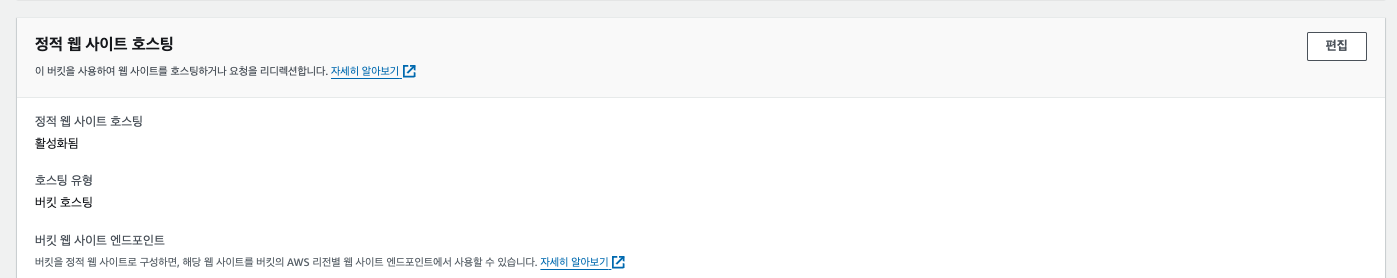 정적 웹 사이트 호스팅
편집
이 버킷을 사용하여 웹 사이트를 호스팅하거나 요청을 리디렉션합니다. 자세히 알아보기
정적 웹 사이트 호스팅
활성화됨
호스팅 유형
버킷 호스팅
버킷 웹 사이트 엔드포인트
버킷을 정적 웹 사이트로 구성하면, 해당 웹 사이트를 버킷의 AWS 리전별 웹 사이트 엔드포인트에서 사용할 수 있습니다. 자세히 알아보기